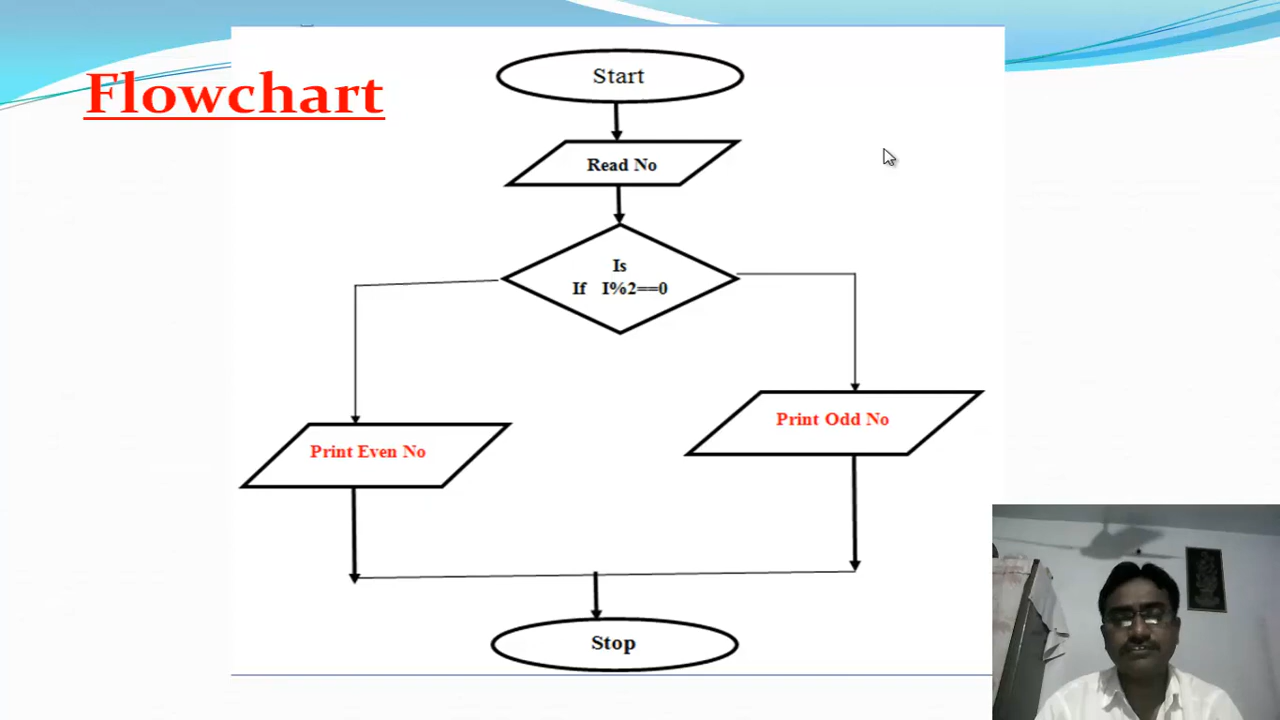 Flowchart
Start
Read No
Is
If I%2==0
Print Odd No
Print Even No
Stop